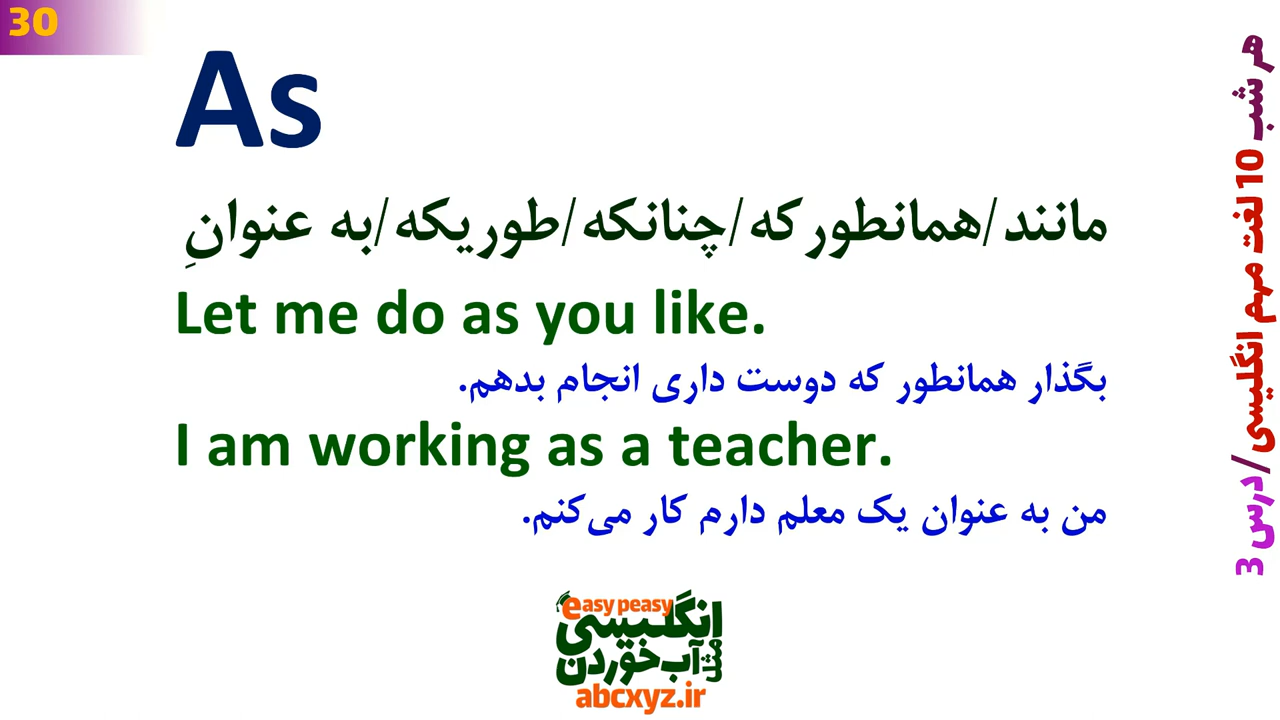 30
As
مانند/همانطورکه/چنانکه/طوریکه/به عنوانِ
Let me do as you like.
بگذار همانطور که دوست داری انجام بدهم.
I am working as a teacher.
من به عنوان یک معلم دارم کار می‌کنم.
هر شب 10 لغت مهم انگلیسی/درس 3
easy peasy
انگلیسی
مثل آب خوردن
abcxyz.ir